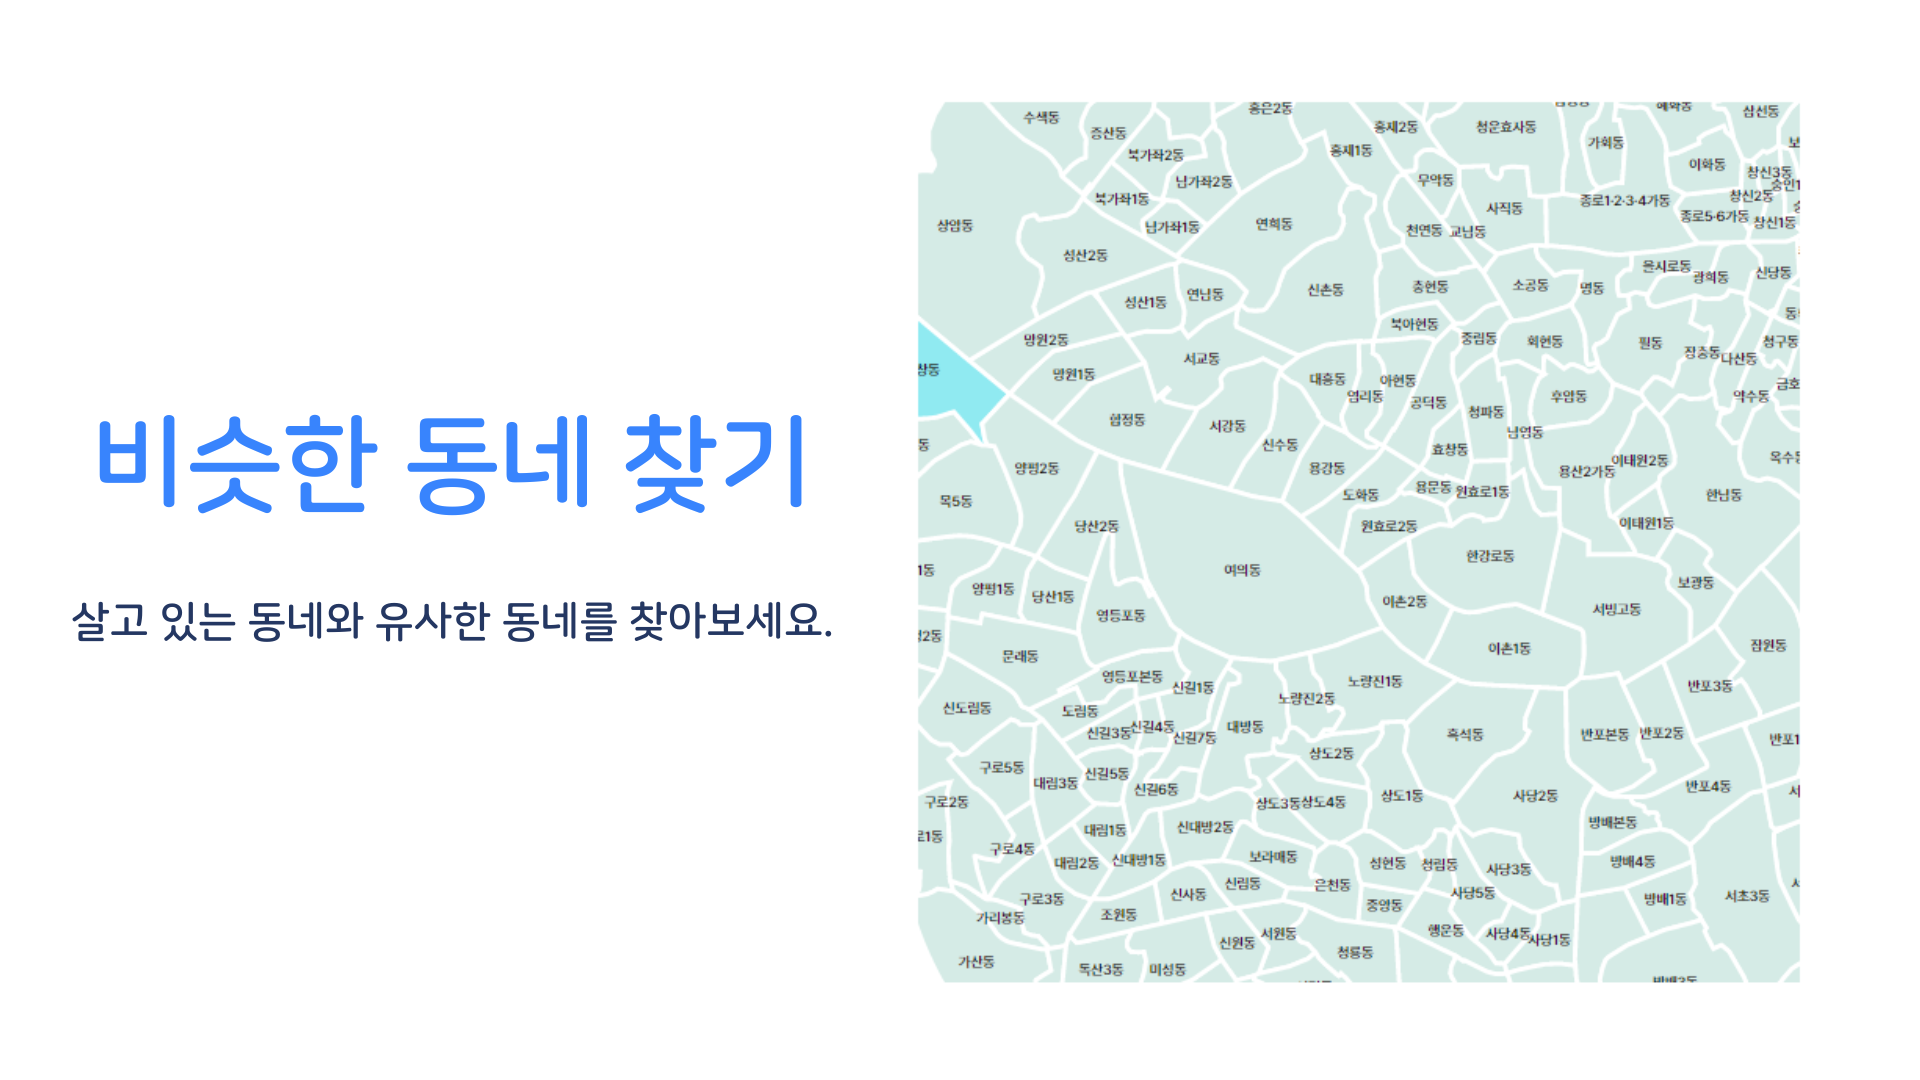 비슷한 동네 찾기
살고 있는 동네와 유사한 동네를 찾아보세요.
수색동
홍은2동
삼선동
증산동
홍제2동
청운효자동
가회동
북가좌2동
홍제1동
이화동
남가좌2동
무악동
창신3동
북가좌1동
사직동
종로1·2·3·4가동
창신2동
종로5·6가동
창신1동
상암동
남가좌1동
연희동
천연동
교남동
성산2동
을지로동
광희동
신당동
성산1동
연남동
신촌동
충현동
소공동
명동
북아현동
망원2동
중림동
회현동
필동
장충동
다산동
청구동
서교동
망원1동
대흥동
아현동
염리동
공덕동
후암동
약수동
합정동
서강동
청파동
남영동
신수동
효창동
양평2동
용강동
용산2가동
이태원2동
목5동
도화동
용문동
원효로1동
한남동
당산2동
원효로2동
이태원1동
여의동
한강로동
양평1동
당산1동
보광동
이촌2동
서빙고동
영등포동
문래동
이촌1동
잠원동
영등포본동
신길1동
노량진1동
노량진2동
반포3동
신도림동
도림동
신길3동
신길4동
신길7동
대방동
흑석동
반포본동
반포2동
상도2동
구로5동
대림3동
신길5동
신길6동
반포4동
구로2동
상도3동
상도4동
상도1동
사당2동
방배본동
대림1동
신대방2동
구로4동
대림2동
신대방1동
보라매동
성현동
청림동
사당3동
방배4동
구로3동
신사동
신림동
은천동
사당5동
방배1동
서초3동
가리봉동
조원동
중앙동
신원동
서원동
행운동
사당4동
사당1동
가산동
독산3동
미성동
청룡동